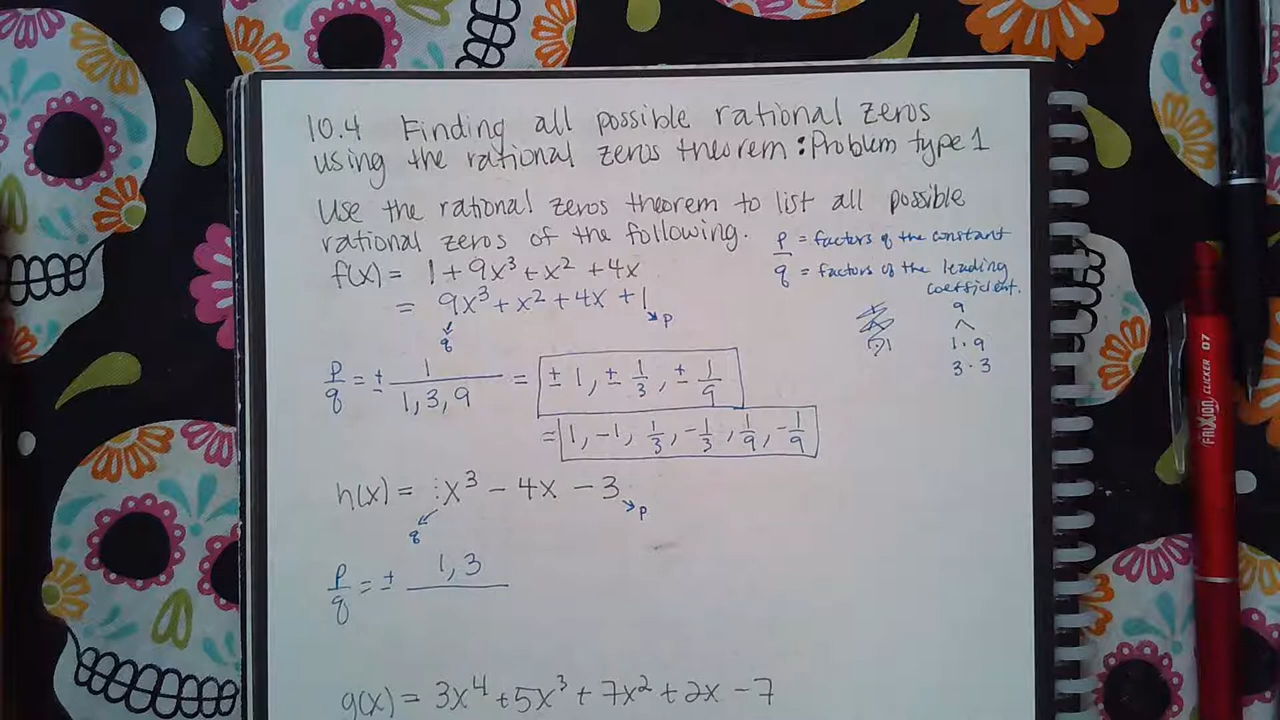 10.4 Finding all possible rational zeros
using the rational zeros theorem: Problem type 1
Use the rational zeros theorem to list all possible
rational zeros of the following.
p = factors of the constant
q = factors of the leading
coefficient.
f(x) = 1 + 9x³ + x² + 4x
= 9x³ + x² + 4x + 1
q
p
9
1·9
3·3
p/q = ± 1/1,3,9 = ± 1, ± 1/3, ± 1/9
= 1, -1, 1/3, -1/3, 1/9, -1/9
h(x) = x³ - 4x - 3
q
p
p/q = ± 1,3
g(x) = 3x⁴ + 5x³ + 7x² + 2x - 7
FRIXION CLICKER 07